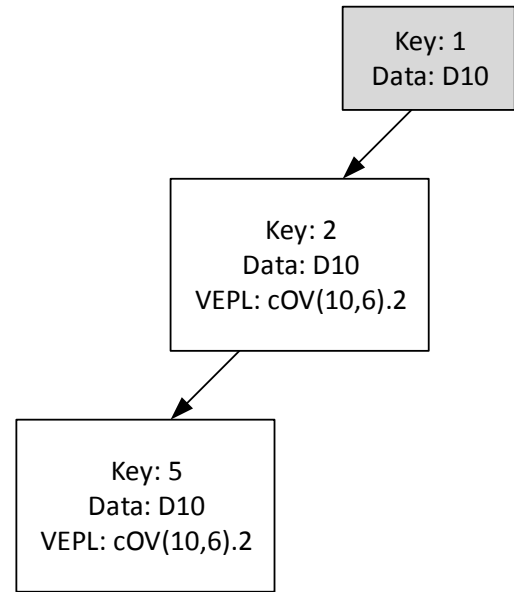 Key: 1
Data: D10
Key: 2
Data: D10
VEPL: cOV(10,6).2
Key: 5
Data: D10
VEPL: cOV(10,6).2